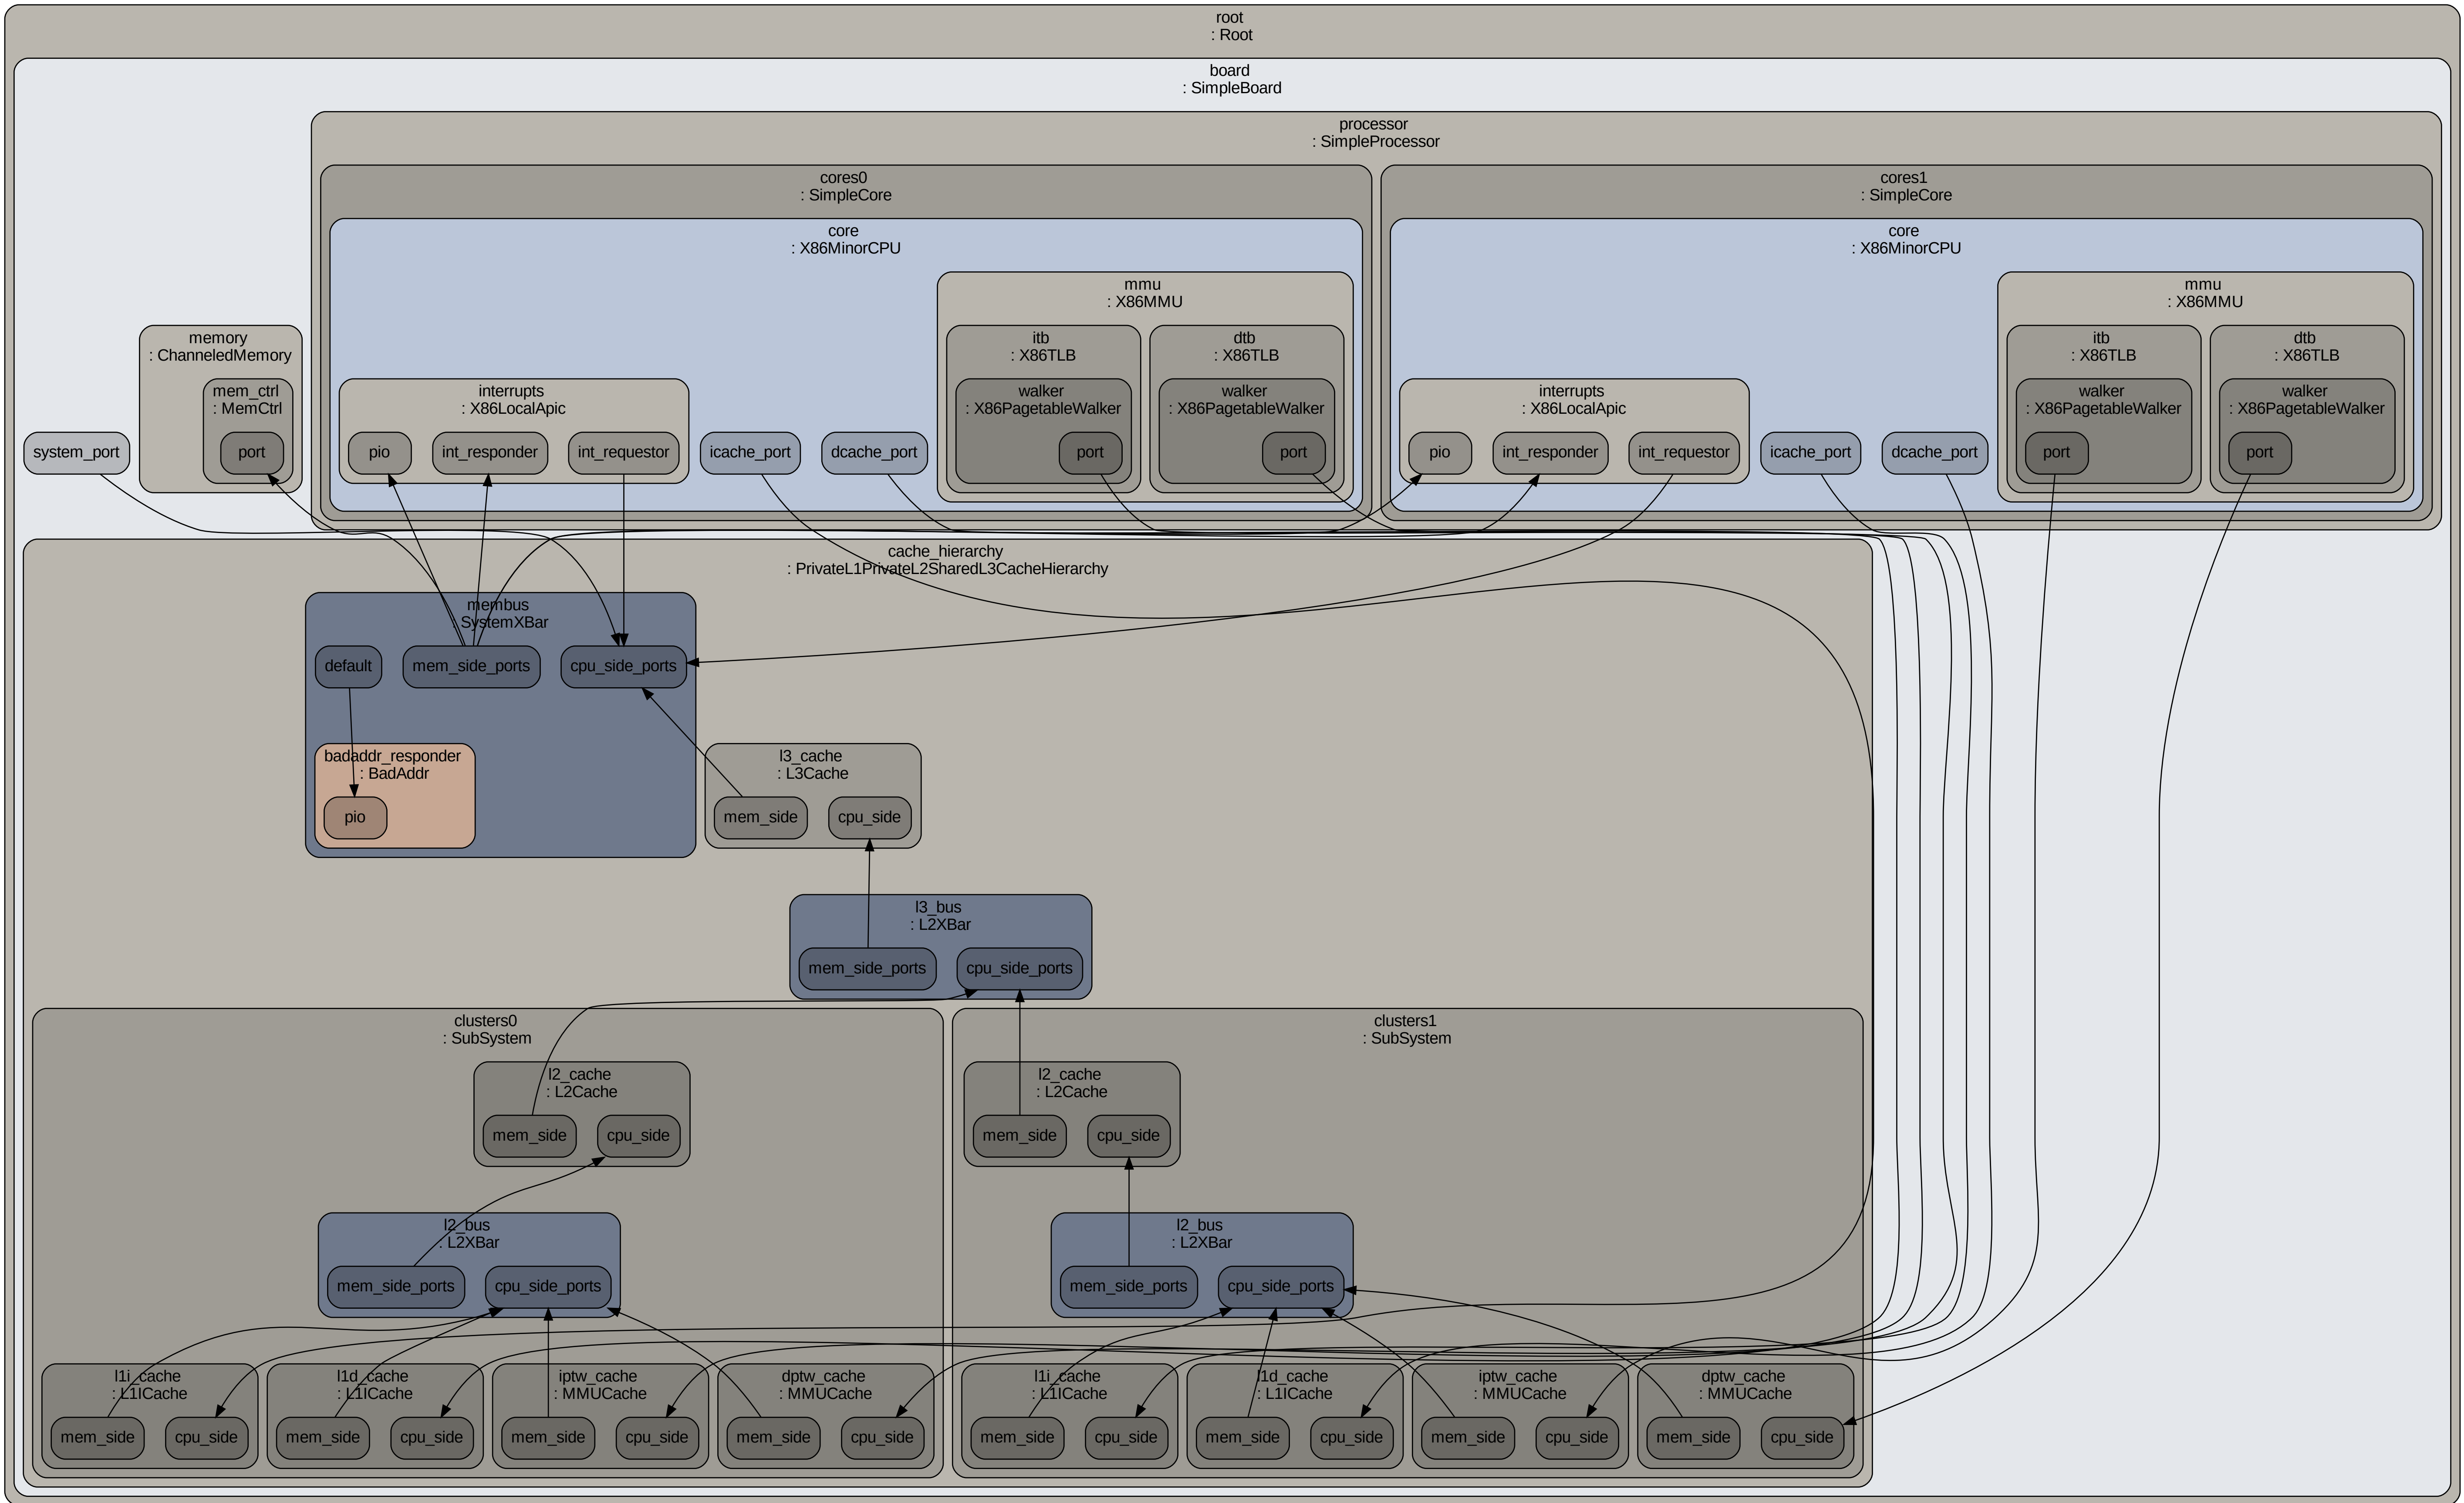 root
: Root
board
: SimpleBoard
processor
: SimpleProcessor
cores0
: SimpleCore
cores1
: SimpleCore
core
: X86MinorCPU
core
: X86MinorCPU
mmu
: X86MMU
mmu
: X86MMU
memory
: ChanneledMemory
itb
: X86TLB
dtb
: X86TLB
itb
: X86TLB
dtb
: X86TLB
mem_ctrl
: MemCtrl
interrupts
: X86LocalApic
walker
: X86PagetableWalker
walker
: X86PagetableWalker
interrupts
: X86LocalApic
walker
: X86PagetableWalker
walker
: X86PagetableWalker
system_port
port
pio
int_responder
int_requestor
icache_port
dcache_port
port
port
pio
int_responder
int_requestor
icache_port
dcache_port
port
port
cache_hierarchy
: PrivateL1PrivateL2SharedL3CacheHierarchy
membus
SystemXBar
default
mem_side_ports
cpu_side_ports
badaddr_responder
: BadAddr
pio
l3_cache
: L3Cache
mem_side
cpu_side
l3_bus
: L2XBar
mem_side_ports
cpu_side_ports
clusters0
: SubSystem
clusters1
: SubSystem
l2_cache
: L2Cache
mem_side
cpu_side
l2_cache
: L2Cache
mem_side
cpu_side
l2_bus
: L2XBar
mem_side_ports
cpu_side_ports
l2_bus
: L2XBar
mem_side_ports
cpu_side_ports
l1i_cache
: L1ICache
mem_side
cpu_side
l1d_cache
: L1ICache
mem_side
cpu_side
iptw_cache
: MMUCache
mem_side
cpu_side
dptw_cache
: MMUCache
mem_side
cpu_side
l1i_cache
: L1ICache
mem_side
cpu_side
l1d_cache
: L1ICache
mem_side
cpu_side
iptw_cache
: MMUCache
mem_side
cpu_side
dptw_cache
: MMUCache
mem_side
cpu_side